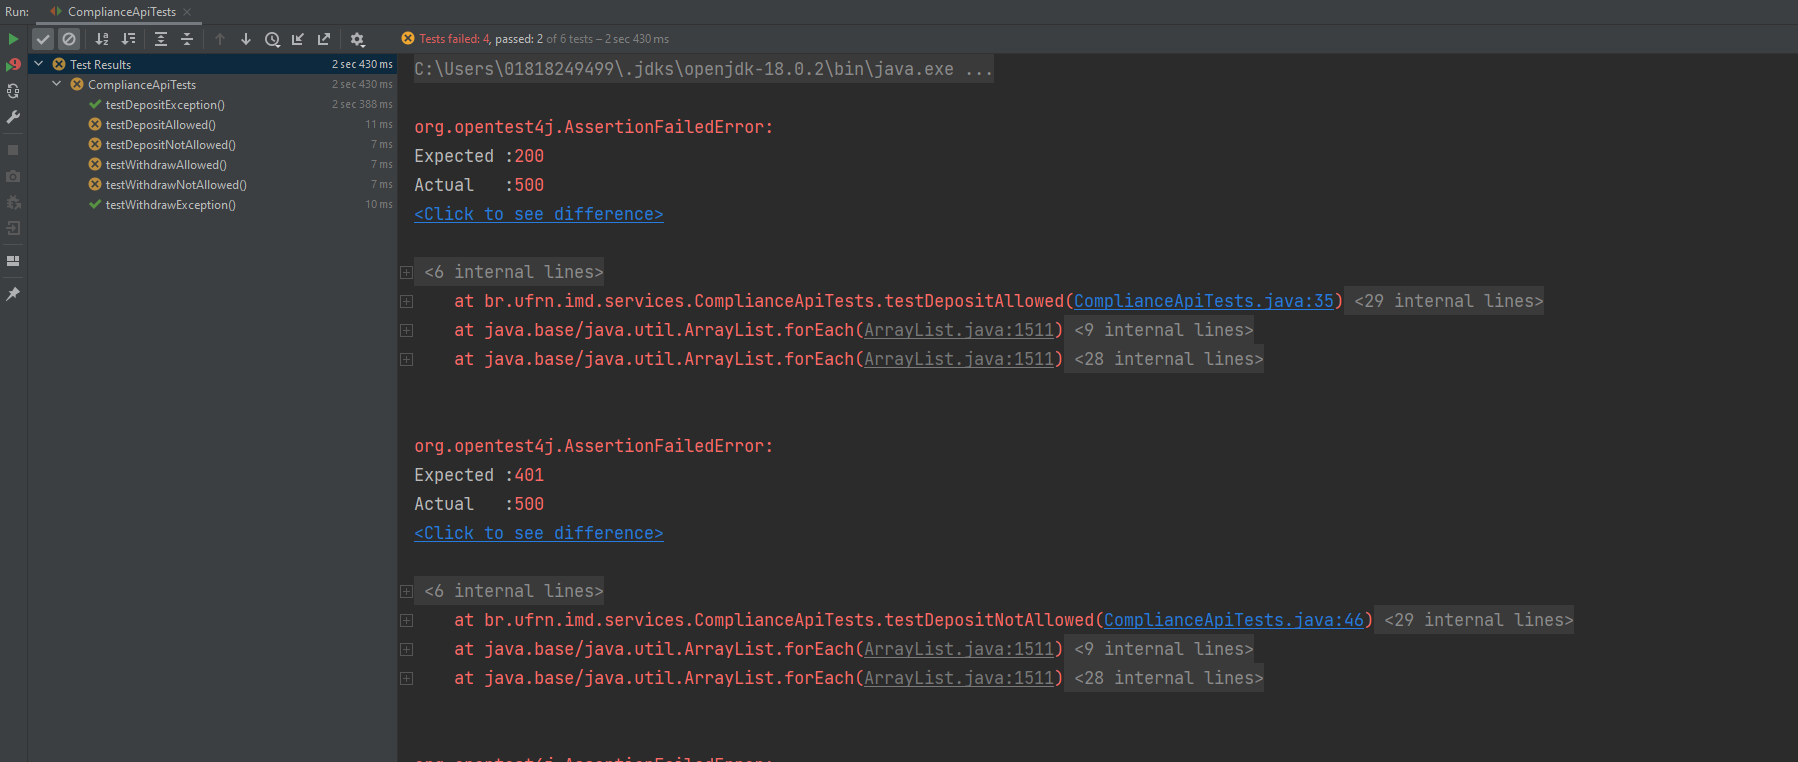 Run: ComplianceApiTests
Tests failed: 4, passed: 2 of 6 tests – 2 sec 430 ms
Test Results 2 sec 430 ms
ComplianceApiTests 2 sec 430 ms
testDepositException() 2 sec 388 ms
testDepositAllowed() 11 ms
testDepositNotAllowed() 7 ms
testWithdrawAllowed() 7 ms
testWithdrawNotAllowed() 7 ms
testWithdrawException() 10 ms
C:\Users\01818249499\.jdks\openjdk-18.0.2\bin\java.exe ...
org.opentest4j.AssertionFailedError:
Expected :200
Actual   :500
<Click to see difference>
<6 internal lines>
at br.ufrn.imd.services.ComplianceApiTests.testDepositAllowed(ComplianceApiTests.java:35) <29 internal lines>
at java.base/java.util.ArrayList.forEach(ArrayList.java:1511) <9 internal lines>
at java.base/java.util.ArrayList.forEach(ArrayList.java:1511) <28 internal lines>
org.opentest4j.AssertionFailedError:
Expected :401
Actual   :500
<Click to see difference>
<6 internal lines>
at br.ufrn.imd.services.ComplianceApiTests.testDepositNotAllowed(ComplianceApiTests.java:46) <29 internal lines>
at java.base/java.util.ArrayList.forEach(ArrayList.java:1511) <9 internal lines>
at java.base/java.util.ArrayList.forEach(ArrayList.java:1511) <28 internal lines>
org.opentest4j.AssertionFailedError: